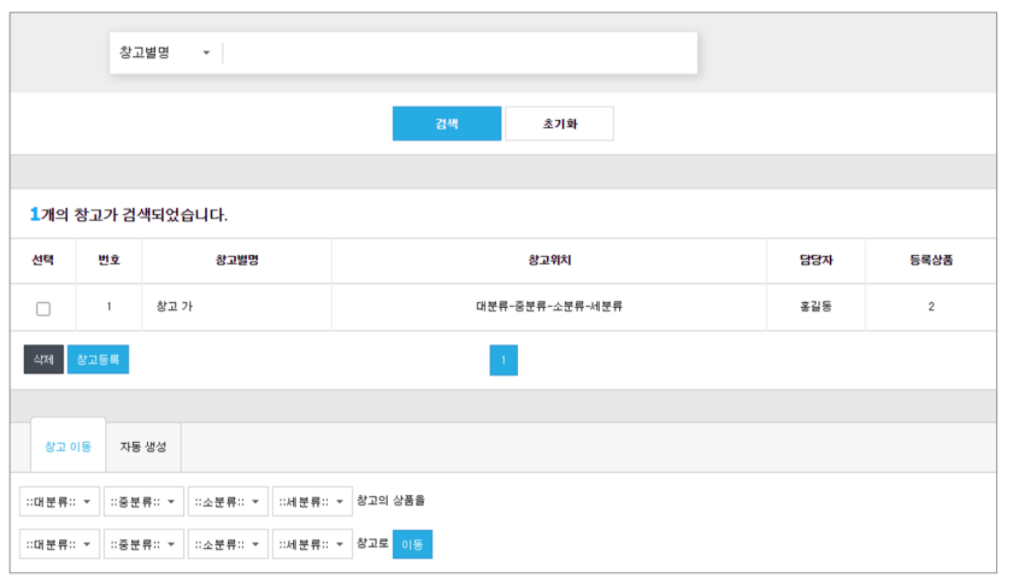 창고별명
검색 초기화
1개의 창고가 검색되었습니다.
선택 번호 창고별명 창고위치 담당자 등록상품
1 창고 가 대분류-중분류-소분류-세분류 홍길동 2
삭제 창고등록 1
창고 이동 자동 생성
::대분류:: ::중분류:: ::소분류:: ::세분류:: 창고의 상품을
::대분류:: ::중분류:: ::소분류:: ::세분류:: 창고로 이동